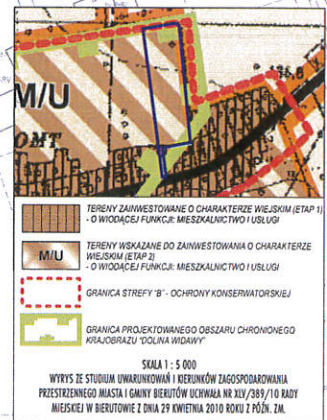 M/U
OMT
TERENY ZAINWESTOWANE O CHARAKTERZE WIEJSKIM (ETAP 1)
- O WIODĄCEJ FUNKCJI: MIESZKALNICTWO I USŁUGI
M/U
TERENY WSKAZANE DO ZAINWESTOWANIA O CHARAKTERZE
WIEJSKIM (ETAP 2)
- O WIODĄCEJ FUNKCJI: MIESZKALNICTWO I USŁUGI
GRANICA STREFY "B" - OCHRONY KONSERWATORSKIEJ
GRANICA PROJEKTOWANEGO OBSZARU CHRONIONEGO
KRAJOBRAZU "DOLINA WIDAWY"
SKALA 1 : 5 000
WYRYS ZE STUDIUM UWARUNKOWAŃ I KIERUNKÓW ZAGOSPODAROWANIA
PRZESTRZENNEGO MIASTA I GMINY BIERUTÓW UCHWAŁA NR XLV/389/10 RADY
MIEJSKIEJ W BIERUTOWIE Z DNIA 29 KWIETNIA 2010 ROKU Z PÓŹN. ZM.